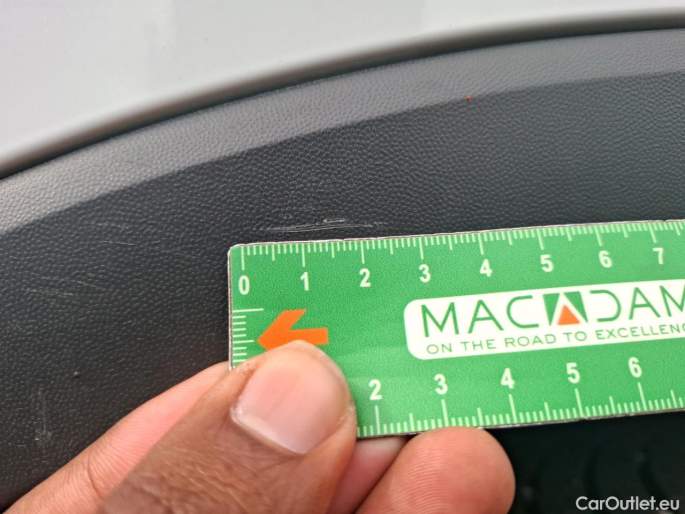 0 1 2 3 4 5 6 7
MACADAM
ON THE ROAD TO EXCELLENC
2 3 4 5 6
CarOutlet.eu